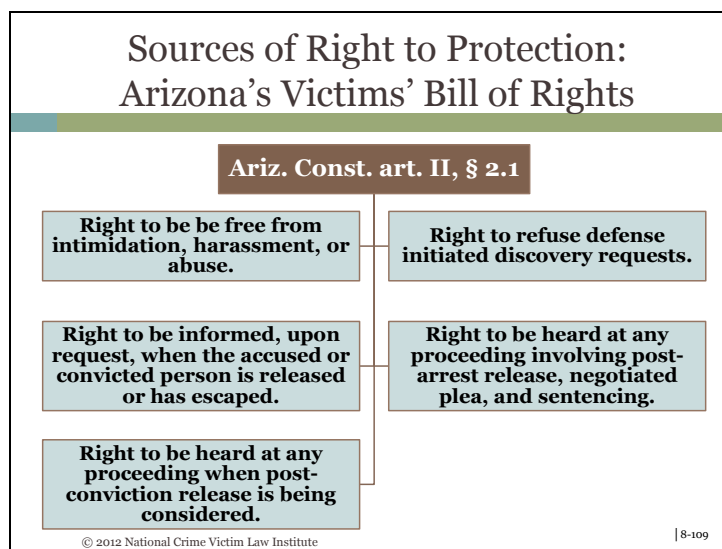 Sources of Right to Protection:
Arizona's Victims' Bill of Rights
Ariz. Const. art. II, § 2.1
Right to be be free from
intimidation, harassment, or
abuse.
Right to refuse defense
initiated discovery requests.
Right to be informed, upon
request, when the accused or
convicted person is released
or has escaped.
Right to be heard at any
proceeding involving post-
arrest release, negotiated
plea, and sentencing.
Right to be heard at any
proceeding when post-
conviction release is being
considered.
© 2012 National Crime Victim Law Institute
| 8-109